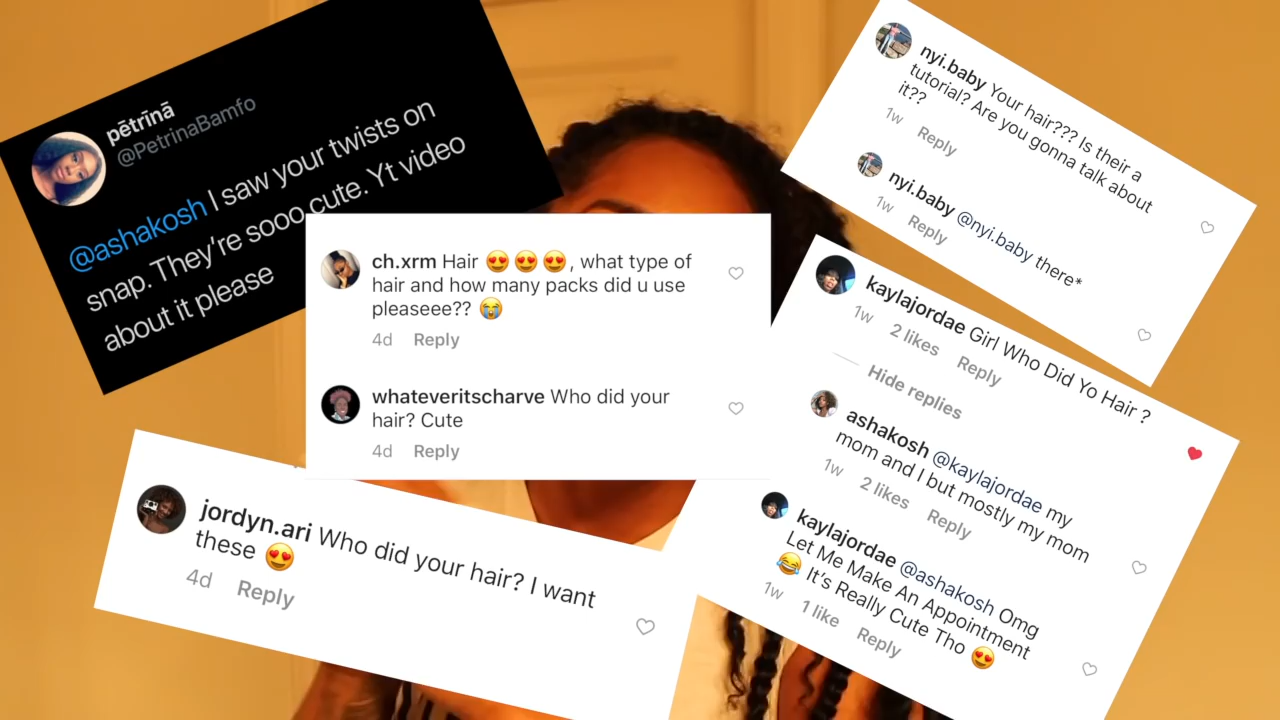 pētrīnā
@PetrinaBamfo
@ashakosh I saw your twists on
snap. They're sooo cute. Yt video
about it please
ch.xrm Hair 😍😍😍, what type of
hair and how many packs did u use
pleaseee?? 😭
4d Reply
whateveritscharve Who did your
hair? Cute
4d Reply
jordyn.ari Who did your hair? I want
these 😍
4d Reply
nyi.baby Your hair??? Is their a
tutorial? Are you gonna talk about
it??
1w Reply
nyi.baby @nyi.baby there*
1w Reply
kaylajordae Girl Who Did Yo Hair ?
1w 2 likes Reply
Hide replies
ashakosh @kaylajordae my
mom and I but mostly my mom
1w 2 likes Reply
kaylajordae @ashakosh Omg
Let Me Make An Appointment
😂 It's Really Cute Tho 😍
1w 1 like Reply